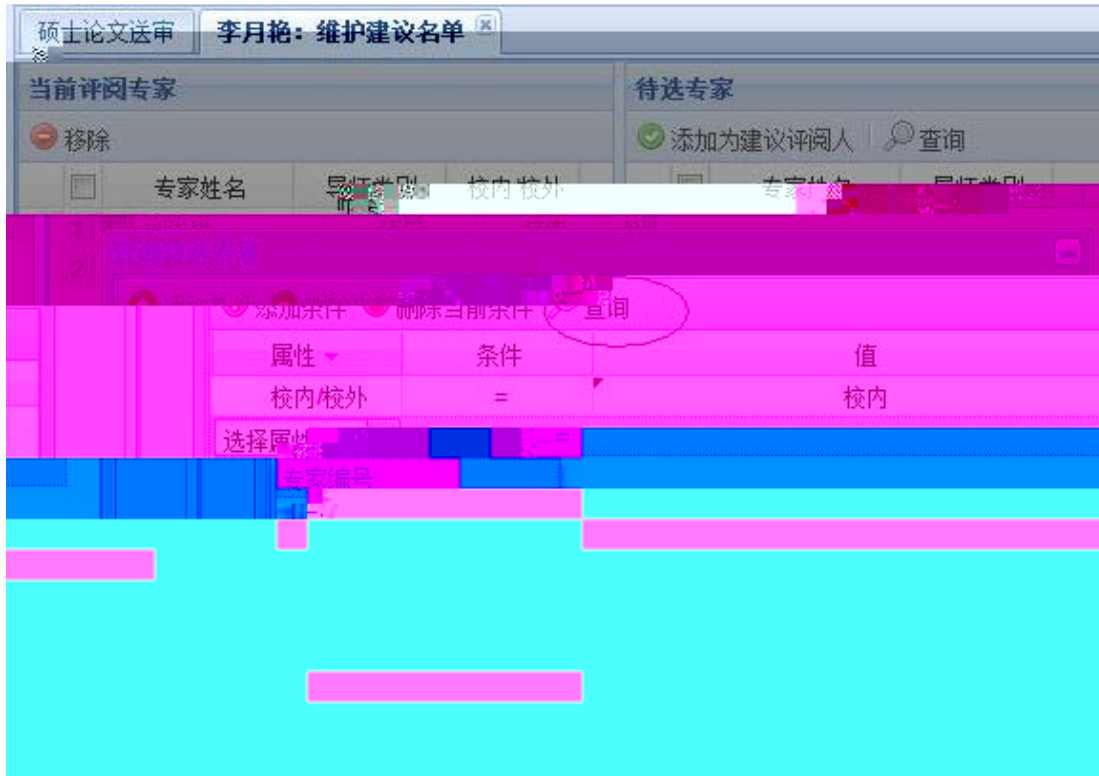 硕士论文送审 李月艳：维护建议名单
当前评阅专家 待选专家
移除 添加为建议评阅人 查询
专家姓名 导师类别 校内 校外 专家姓名 导师类别
1
2
添加条件 删除当前条件 查询
属性 条件 值
校内/校外 = 校内
选择属性 =
专家编号